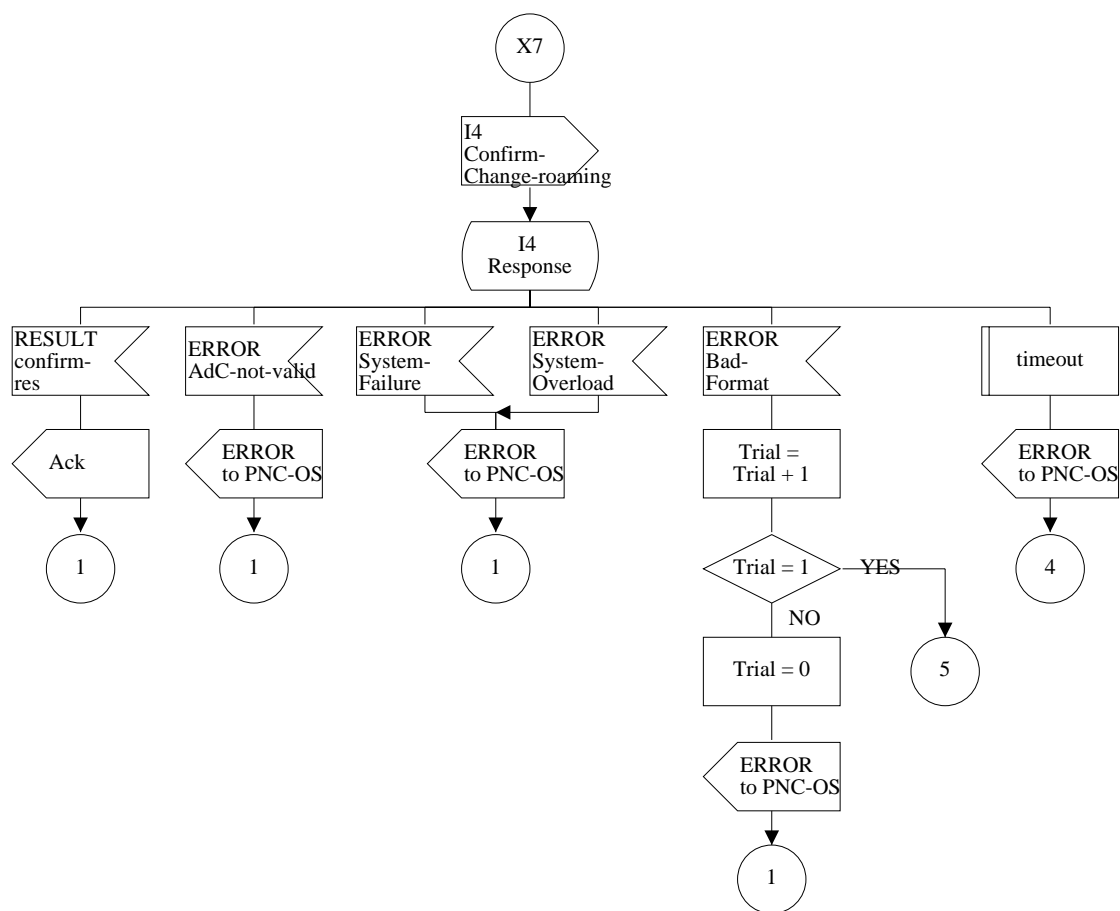 X7
I4
Confirm-
Change-roaming
I4
Response
RESULT
confirm-
res
ERROR
AdC-not-valid
ERROR
System-
Failure
ERROR
System-
Overload
ERROR
Bad-
Format
timeout
Ack
ERROR
to PNC-OS
ERROR
to PNC-OS
Trial =
Trial + 1
ERROR
to PNC-OS
1
1
1
Trial = 1
YES
4
NO
Trial = 0
5
ERROR
to PNC-OS
1